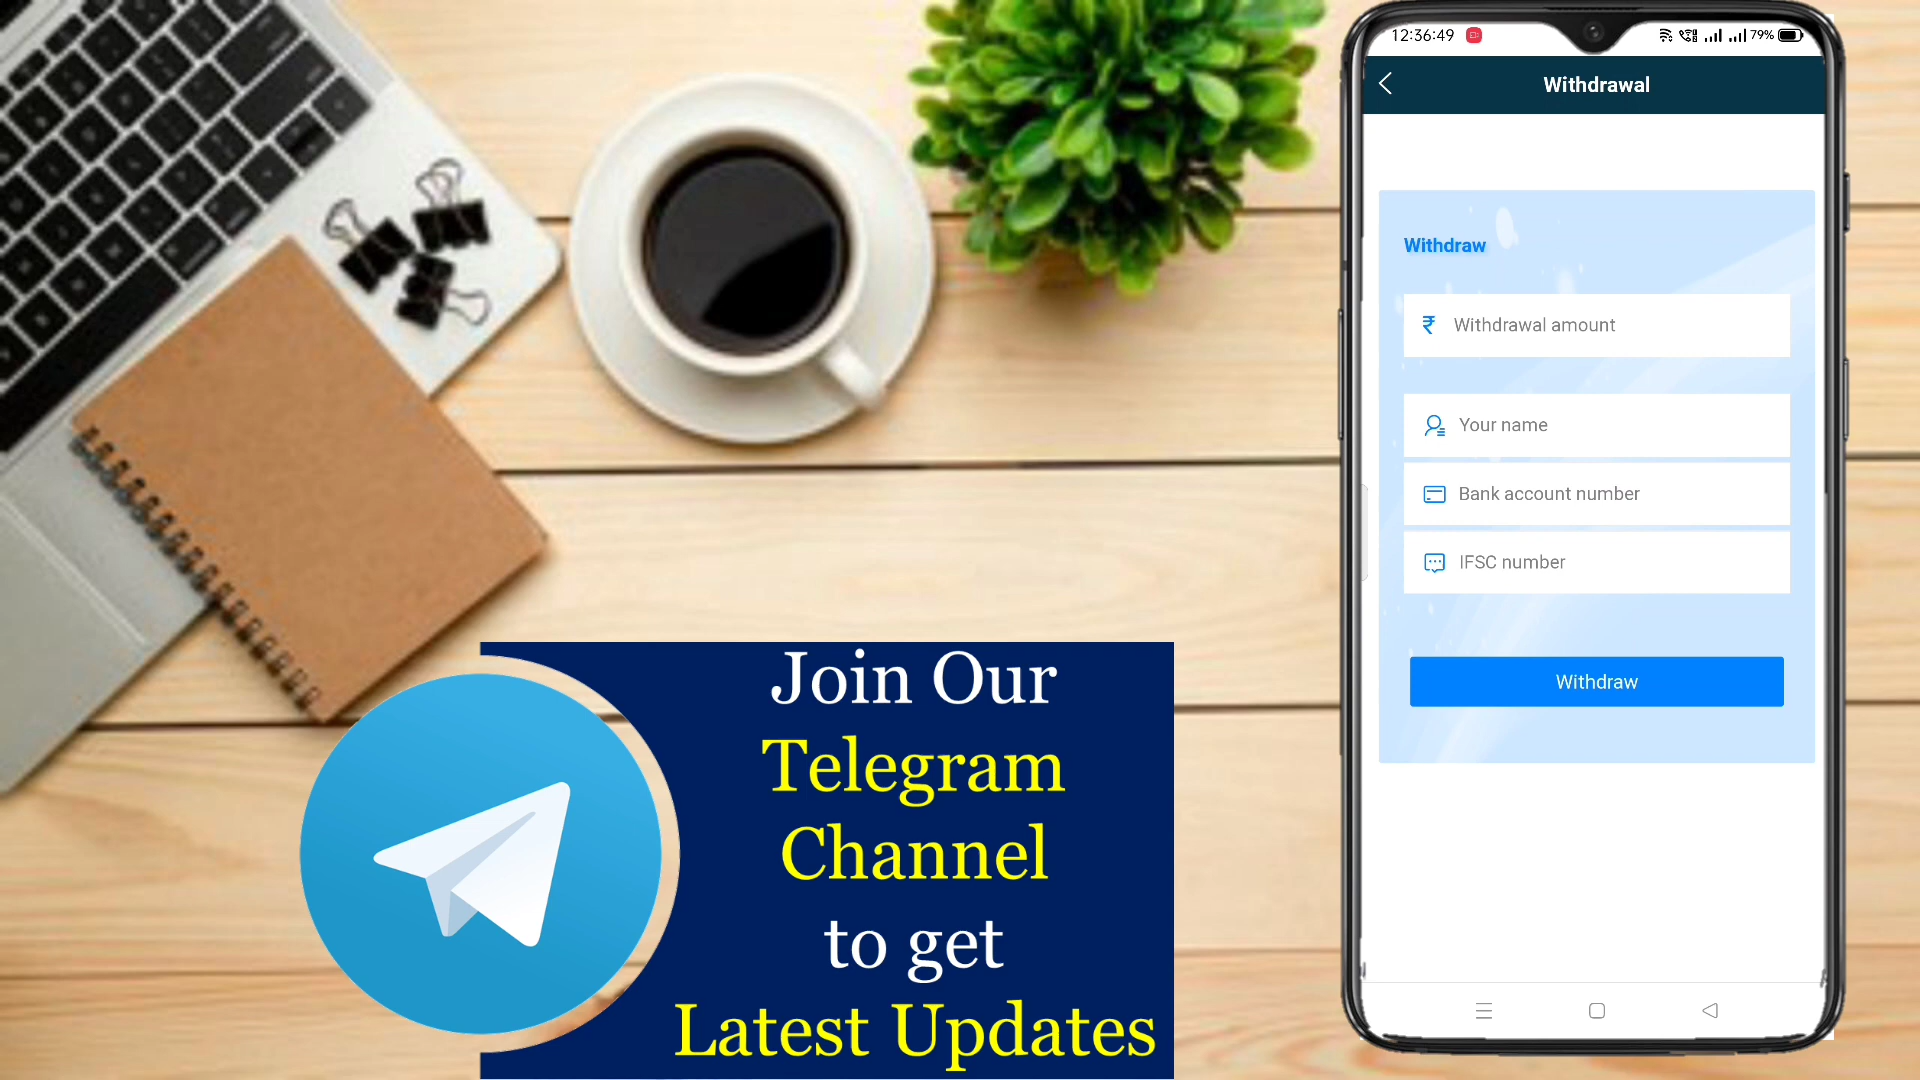 12:36:49
79%
Withdrawal
Withdraw
₹ Withdrawal amount
Your name
Bank account number
IFSC number
Withdraw
Join Our
Telegram
Channel
to get
Latest Updates